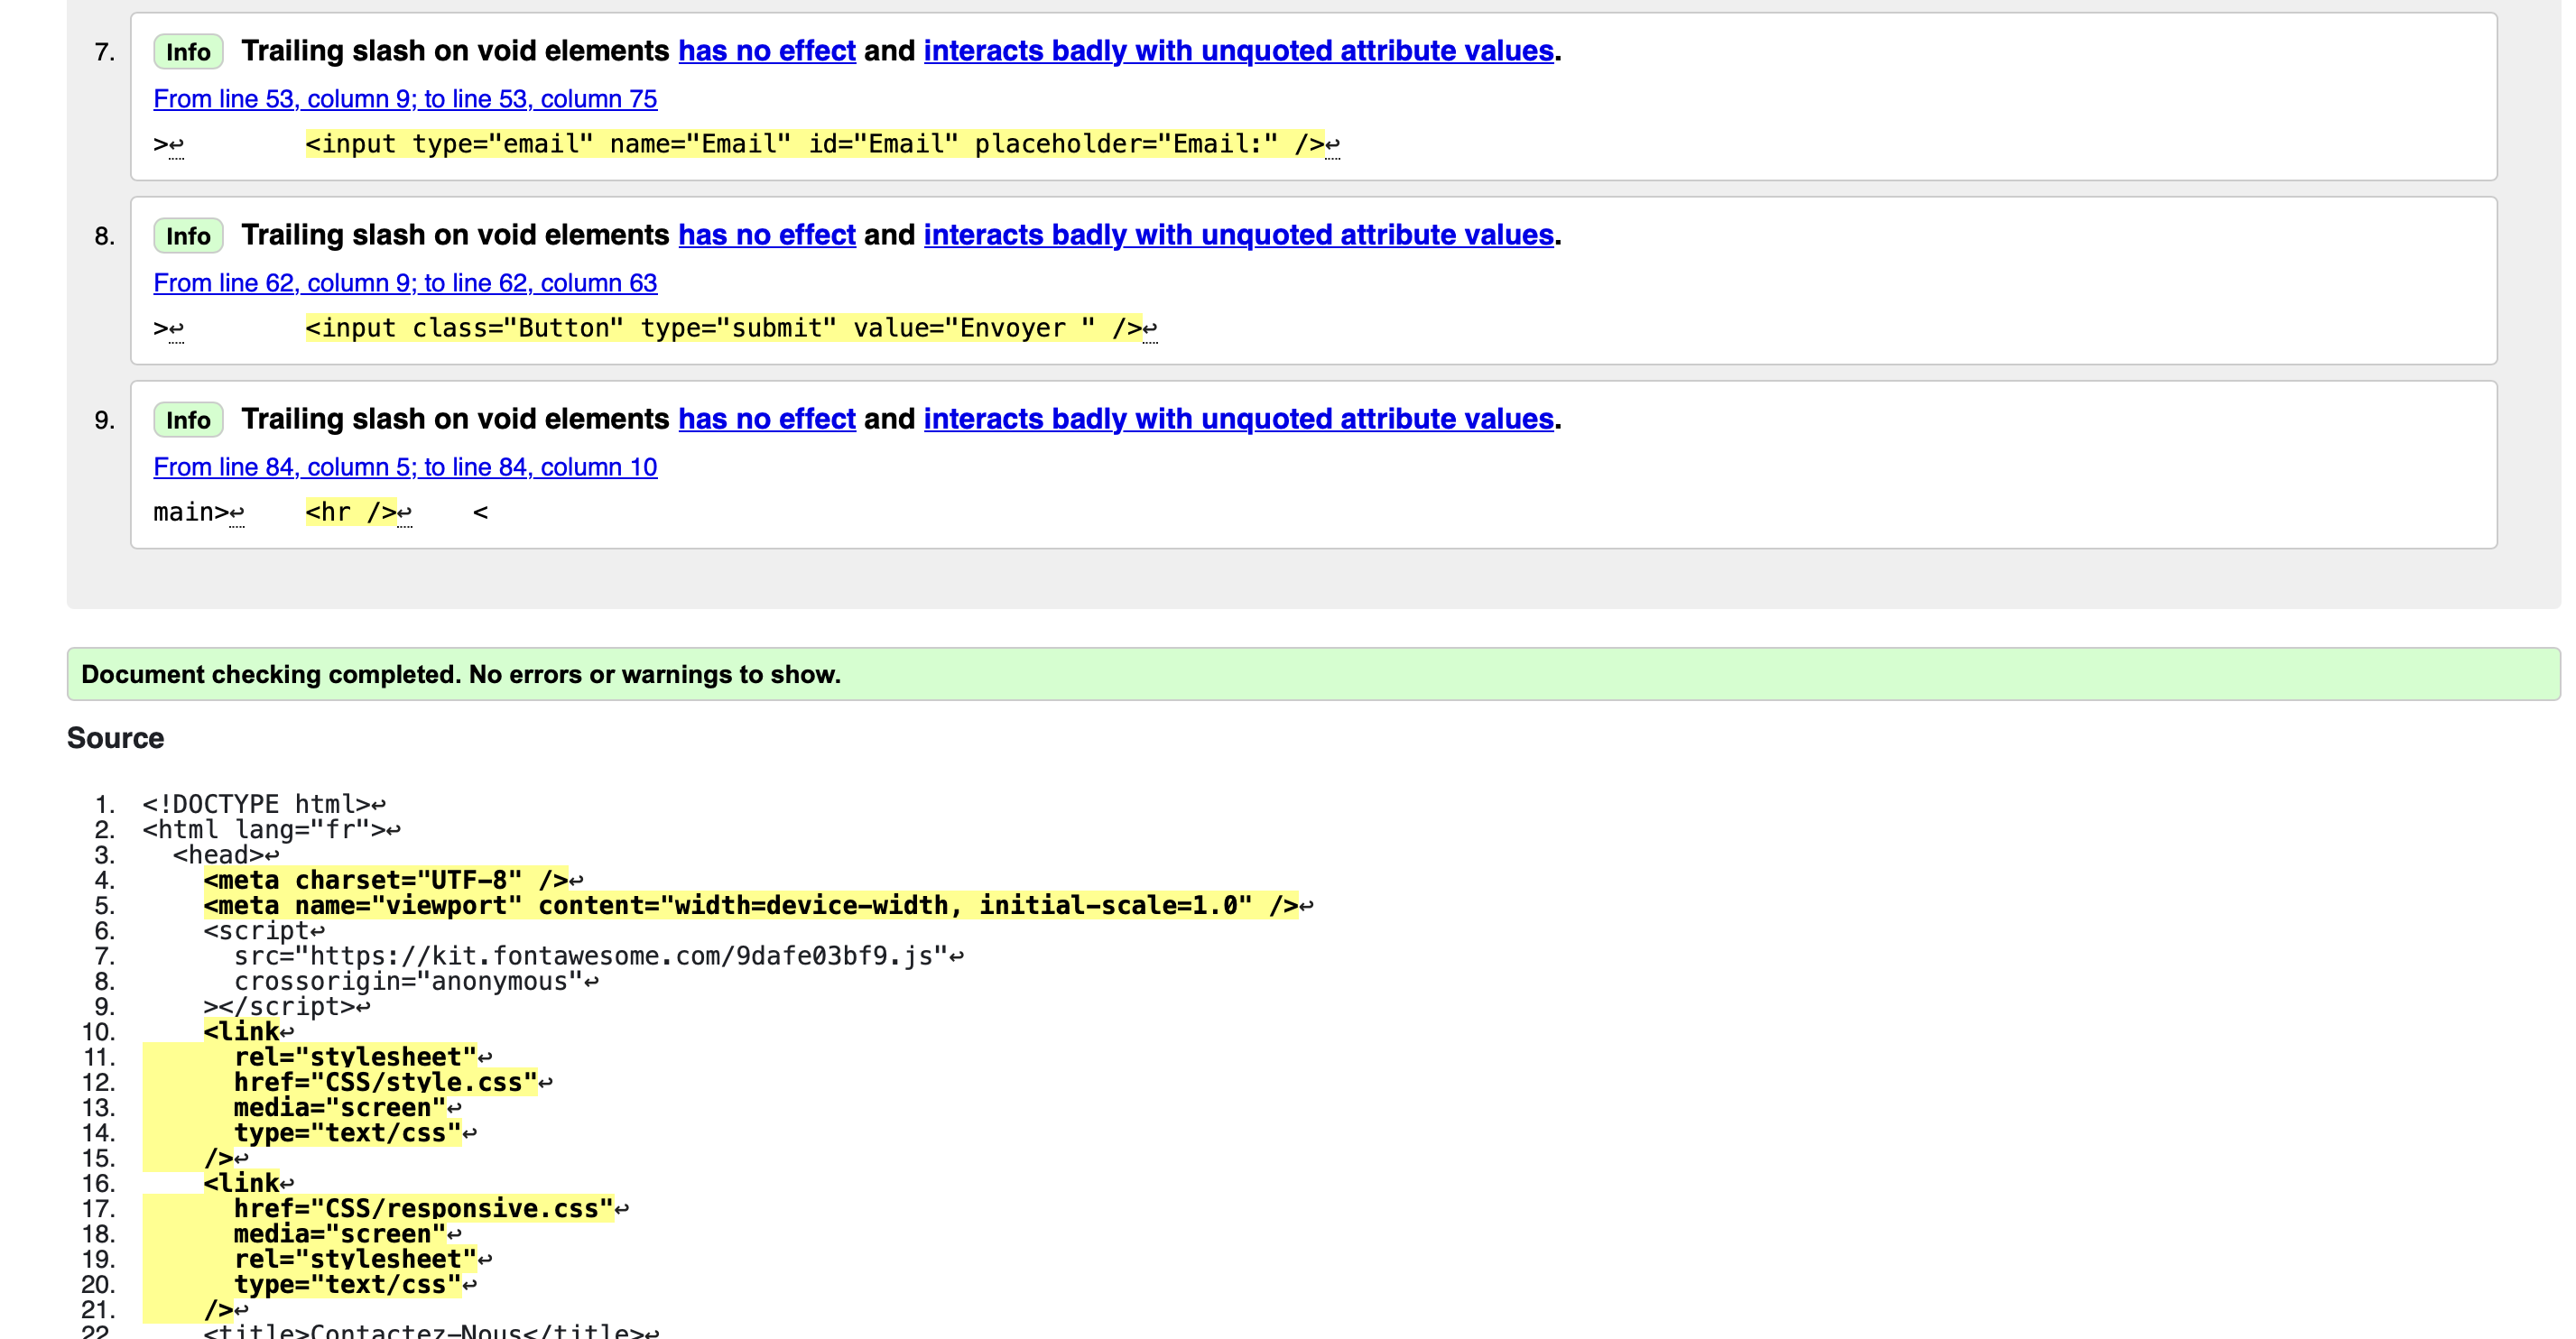 7. Info Trailing slash on void elements has no effect and interacts badly with unquoted attribute values.
From line 53, column 9; to line 53, column 75
>↩        <input type="email" name="Email" id="Email" placeholder="Email:" />↩
8. Info Trailing slash on void elements has no effect and interacts badly with unquoted attribute values.
From line 62, column 9; to line 62, column 63
>↩        <input class="Button" type="submit" value="Envoyer " />↩
9. Info Trailing slash on void elements has no effect and interacts badly with unquoted attribute values.
From line 84, column 5; to line 84, column 10
main>↩    <hr />↩    <
Document checking completed. No errors or warnings to show.
Source
1. <!DOCTYPE html>↩
2. <html lang="fr">↩
3.   <head>↩
4.     <meta charset="UTF-8" />↩
5.     <meta name="viewport" content="width=device-width, initial-scale=1.0" />↩
6.     <script↩
7.       src="https://kit.fontawesome.com/9dafe03bf9.js"↩
8.       crossorigin="anonymous"↩
9.     ></script>↩
10.     <link↩
11.       rel="stylesheet"↩
12.       href="CSS/style.css"↩
13.       media="screen"↩
14.       type="text/css"↩
15.     />↩
16.     <link↩
17.       href="CSS/responsive.css"↩
18.       media="screen"↩
19.       rel="stylesheet"↩
20.       type="text/css"↩
21.     />↩
22.     <title>Contactez-Nous</title>↩